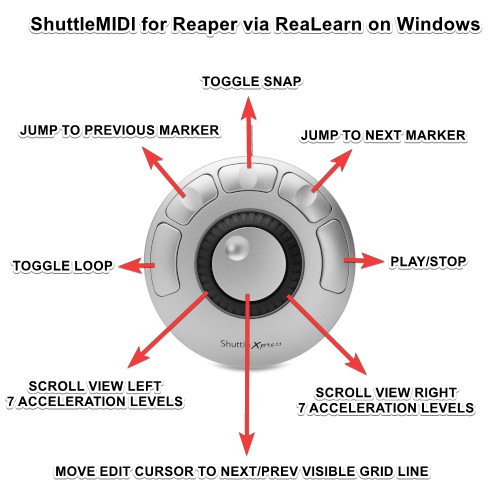 ShuttleMIDI for Reaper via ReaLearn on Windows
TOGGLE SNAP
JUMP TO PREVIOUS MARKER
JUMP TO NEXT MARKER
TOGGLE LOOP
PLAY/STOP
ShuttleXpress
SCROLL VIEW LEFT
7 ACCELERATION LEVELS
SCROLL VIEW RIGHT
7 ACCELERATION LEVELS
MOVE EDIT CURSOR TO NEXT/PREV VISIBLE GRID LINE